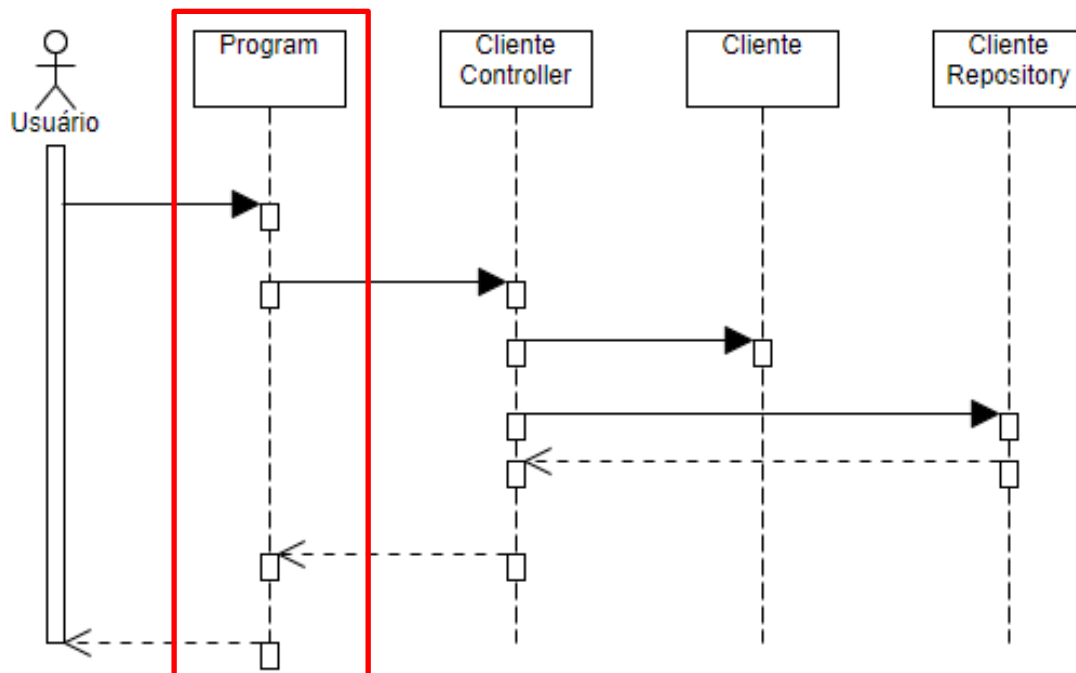 Program
Cliente
Controller
Cliente
Cliente
Repository
Usuário